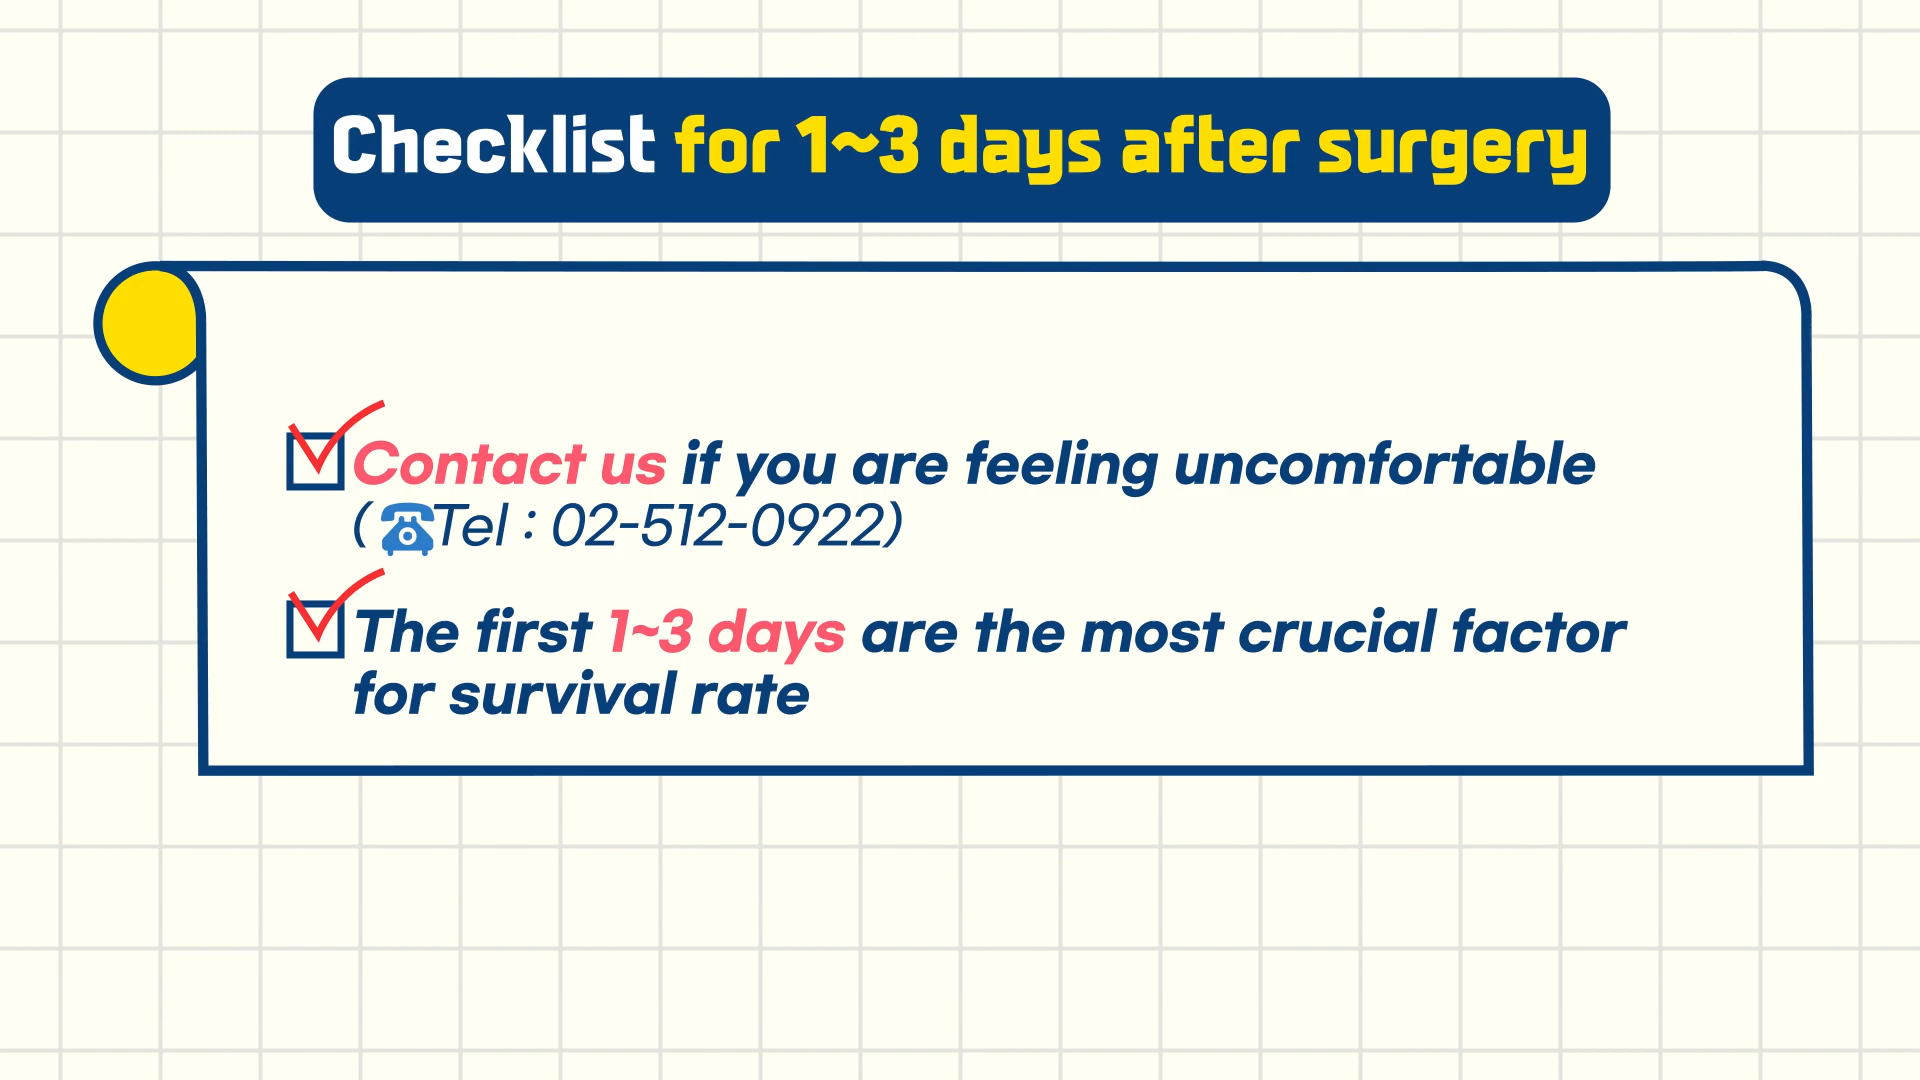 Checklist for 1~3 days after surgery
Contact us if you are feeling uncomfortable
(☎Tel : 02-512-0922)
The first 1~3 days are the most crucial factor
for survival rate